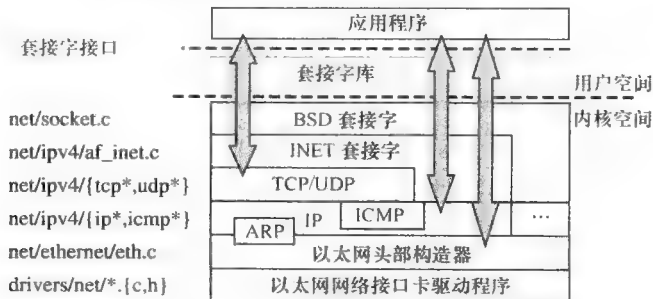 应用程序
套接字接口
套接字库
用户空间
net/socket.c
BSD 套接字
内核空间
net/ipv4/af_inet.c
INET 套接字
net/ipv4/{tcp*,udp*}
TCP/UDP
net/ipv4/{ip*,icmp*}
IP
ICMP
...
ARP
net/ethernet/eth.c
以太网头部构造器
drivers/net/*.{c,h}
以太网网络接口卡驱动程序